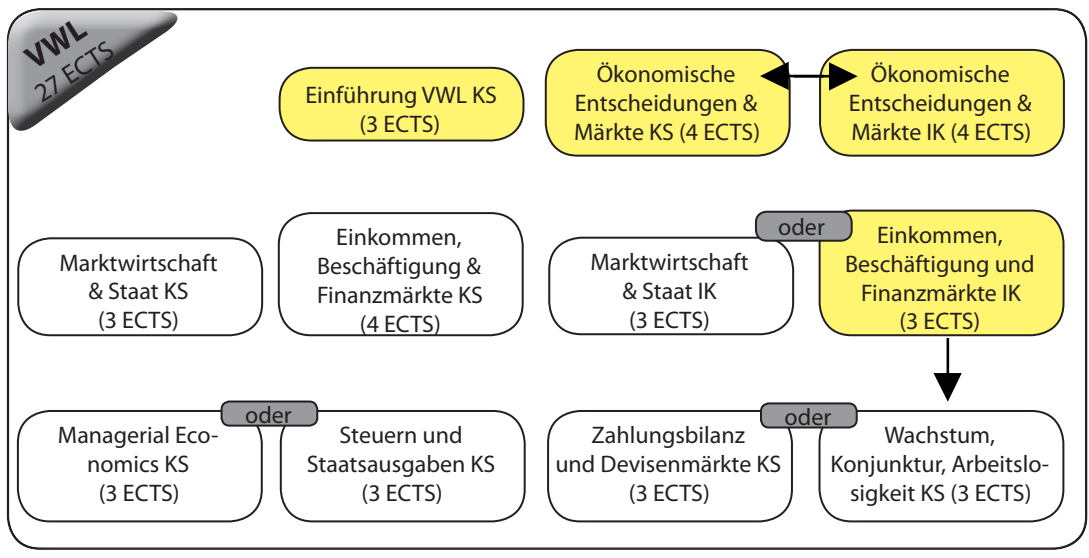 VWL
27 ECTS
Einführung VWL KS
(3 ECTS)
Ökonomische
Entscheidungen &
Märkte KS (4 ECTS)
Ökonomische
Entscheidungen &
Märkte IK (4 ECTS)
Marktwirtschaft
& Staat KS
(3 ECTS)
Einkommen,
Beschäftigung &
Finanzmärkte KS
(4 ECTS)
Marktwirtschaft
& Staat IK
(3 ECTS)
oder
Einkommen,
Beschäftigung und
Finanzmärkte IK
(3 ECTS)
Managerial Eco-
nomics KS
(3 ECTS)
oder
Steuern und
Staatsausgaben KS
(3 ECTS)
Zahlungsbilanz
und Devisenmärkte KS
(3 ECTS)
oder
Wachstum,
Konjunktur, Arbeitslo-
sigkeit KS (3 ECTS)